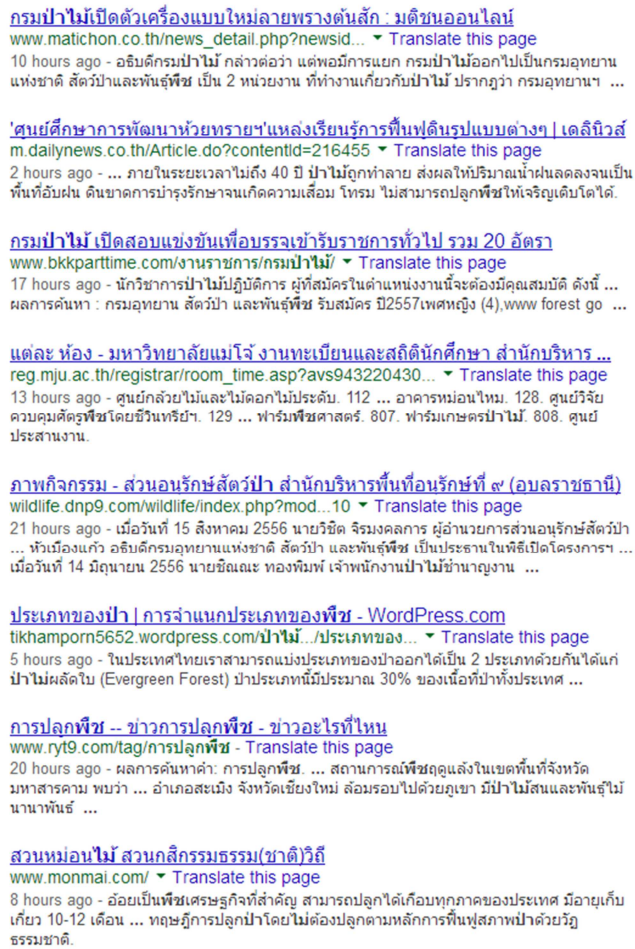 กรมป่าไม้เปิดตัวเครื่องแบบใหม่ลายพรางต้นสัก : มติชนออนไลน์
www.matichon.co.th/news_detail.php?newsid... ▼ Translate this page
10 hours ago - อธิบดีกรมป่าไม้ กล่าวต่อว่า แต่พอมีการแยก กรมป่าไม้ออกไปเป็นกรมอุทยาน
แห่งชาติ สัตว์ป่าและพันธุ์พืช เป็น 2 หน่วยงาน ที่ทำงานเกี่ยวกับป่าไม้ ปรากฎว่า กรมอุทยานฯ ...
'ศูนย์ศึกษาการพัฒนาห้วยทรายฯ'แหล่งเรียนรู้การฟื้นฟูดินรูปแบบต่างๆ | เดลินิวส์
m.dailynews.co.th/Article.do?contentId=216455 ▼ Translate this page
2 hours ago - ... ภายในระยะเวลาไม่ถึง 40 ปี ป่าไม้ถูกทำลาย ส่งผลให้ปริมาณน้ำฝนลดลงจนเป็น
พื้นที่อับฝน ดินขาดการบำรุงรักษาจนเกิดความเสื่อม โทรม ไม่สามารถปลูกพืชให้เจริญเติบโตได้.
กรมป่าไม้ เปิดสอบแข่งขันเพื่อบรรจุเข้ารับราชการทั่วไป รวม 20 อัตรา
www.bkkparttime.com/งานราชการ/กรมป่าไม้/ ▼ Translate this page
17 hours ago - นักวิชาการป่าไม้ปฏิบัติการ ผู้ที่สมัครในตำแหน่งงานนี้จะต้องมีคุณสมบัติ ดังนี้ ...
ผลการค้นหา : กรมอุทยาน สัตว์ป่า และพันธุ์พืช รับสมัคร ปี2557เพศหญิง (4),www forest go ...
แต่ละ ห้อง - มหาวิทยาลัยแม่โจ้ งานทะเบียนและสถิตินักศึกษา สำนักบริหาร ...
reg.mju.ac.th/registrar/room_time.asp?avs943220430... ▼ Translate this page
13 hours ago - ศูนย์กล้วยไม้และไม้ดอกไม้ประดับ. 112 ... อาคารหม่อนไหม. 128. ศูนย์วิจัย
ควบคุมศัตรูพืชโดยชีวินทรีย์ฯ. 129 ... ฟาร์มพืชศาสตร์. 807. ฟาร์มเกษตรป่าไม้. 808. ศูนย์
ประสานงาน.
ภาพกิจกรรม - ส่วนอนุรักษ์สัตว์ป่า สำนักบริหารพื้นที่อนุรักษ์ที่ ๙ (อุบลราชธานี)
wildlife.dnp9.com/wildlife/index.php?mod...10 ▼ Translate this page
21 hours ago - เมื่อวันที่ 15 สิงหาคม 2556 นายวิชิต จิรมงคลการ ผู้อำนวยการส่วนอนุรักษ์สัตว์ป่า
... หัวเมืองแก้ว อธิบดีกรมอุทยานแห่งชาติ สัตว์ป่า และพันธุ์พืช เป็นประธานในพิธีเปิดโครงการฯ ...
เมื่อวันที่ 14 มิถุนายน 2556 นายชิณณะ ทองพิมพ์ เจ้าพนักงานป่าไม้ชำนาญงาน ...
ประเภทของป่า | การจำแนกประเภทของพืช - WordPress.com
tikhamporn5652.wordpress.com/ป่าไม้.../ประเภทของ... ▼ Translate this page
5 hours ago - ในประเทศไทยเราสามารถแบ่งประเภทของป่าออกได้เป็น 2 ประเภทด้วยกันได้แก่
ป่าไม่ผลัดใบ (Evergreen Forest) ป่าประเภทนี้มีประมาณ 30% ของเนื้อที่ป่าทั้งประเทศ ...
การปลูกพืช -- ข่าวการปลูกพืช - ข่าวอะไรที่ไหน
www.ryt9.com/tag/การปลูกพืช - Translate this page
20 hours ago - ผลการค้นหาคำ: การปลูกพืช. ... สถานการณ์พืชฤดูแล้งในเขตพื้นที่จังหวัด
มหาสารคาม พบว่า ... อำเภอสะเมิง จังหวัดเชียงใหม่ ล้อมรอบไปด้วยภูเขา มีป่าไม้สนและพันธุ์ไม้
นานาพันธ์ ...
สวนหม่อนไม้ สวนกสิกรรมธรรม(ชาติ)วิถี
www.monmai.com/ ▼ Translate this page
8 hours ago - อ้อยเป็นพืชเศรษฐกิจที่สำคัญ สามารถปลูกได้เกือบทุกภาคของประเทศ มีอายุเก็บ
เกี่ยว 10-12 เดือน ... ทฤษฎีการปลูกป่าโดยไม่ต้องปลูกตามหลักการฟื้นฟูสภาพป่าด้วยวัฏ
ธรรมชาติ.